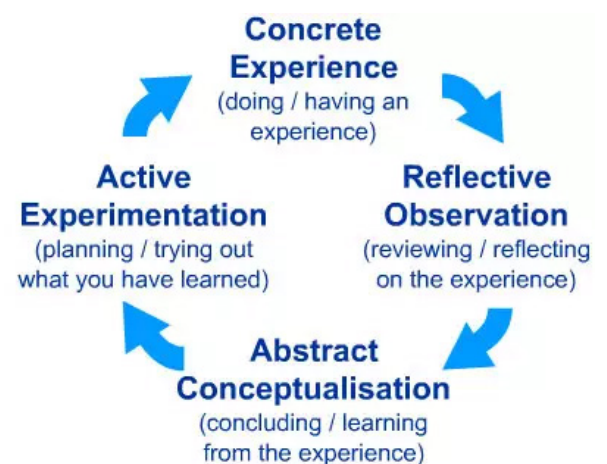 Concrete
Experience
(doing / having an
experience)
Active
Experimentation
(planning / trying out
what you have learned)
Reflective
Observation
(reviewing / reflecting
on the experience)
Abstract
Conceptualisation
(concluding / learning
from the experience)